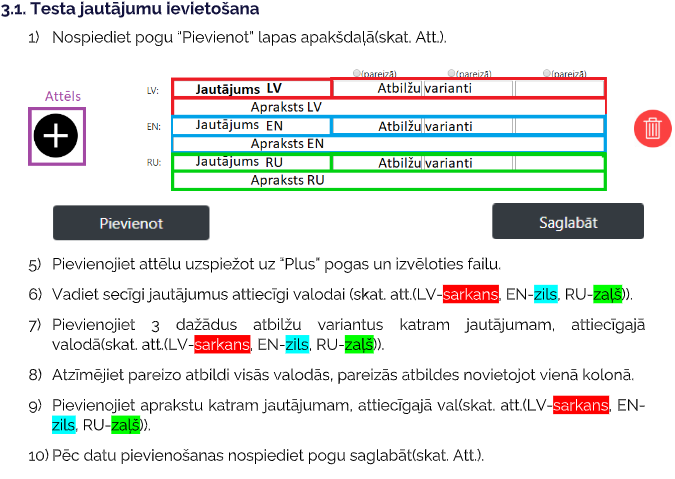 3.1. Testa jautājumu ievietošana
1) Nospiediet pogu “Pievienot” lapas apakšdaļā(skat. Att.).
(pareizā) (pareizā) (pareizā)
Attēls
LV: Jautājums LV Atbilžu varianti
Apraksts LV
EN: Jautājums EN Atbilžu varianti
Apraksts EN
RU: Jautājums RU Atbilžu varianti
Apraksts RU
Pievienot Saglabāt
5) Pievienojiet attēlu uzspiežot uz “Plus” pogas un izvēloties failu.
6) Vadiet secīgi jautājumus attiecīgi valodai (skat. att.(LV-sarkans, EN-zils, RU-zaļš)).
7) Pievienojiet 3 dažādus atbilžu variantus katram jautājumam, attiecīgajā
valodā(skat. att.(LV-sarkans, EN-zils, RU-zaļš)).
8) Atzīmējiet pareizo atbildi visās valodās, pareizās atbildes novietojot vienā kolonā.
9) Pievienojiet aprakstu katram jautājumam, attiecīgajā val(skat. att.(LV-sarkans, EN-
zils, RU-zaļš)).
10) Pēc datu pievienošanas nospiediet pogu saglabāt(skat. Att.).